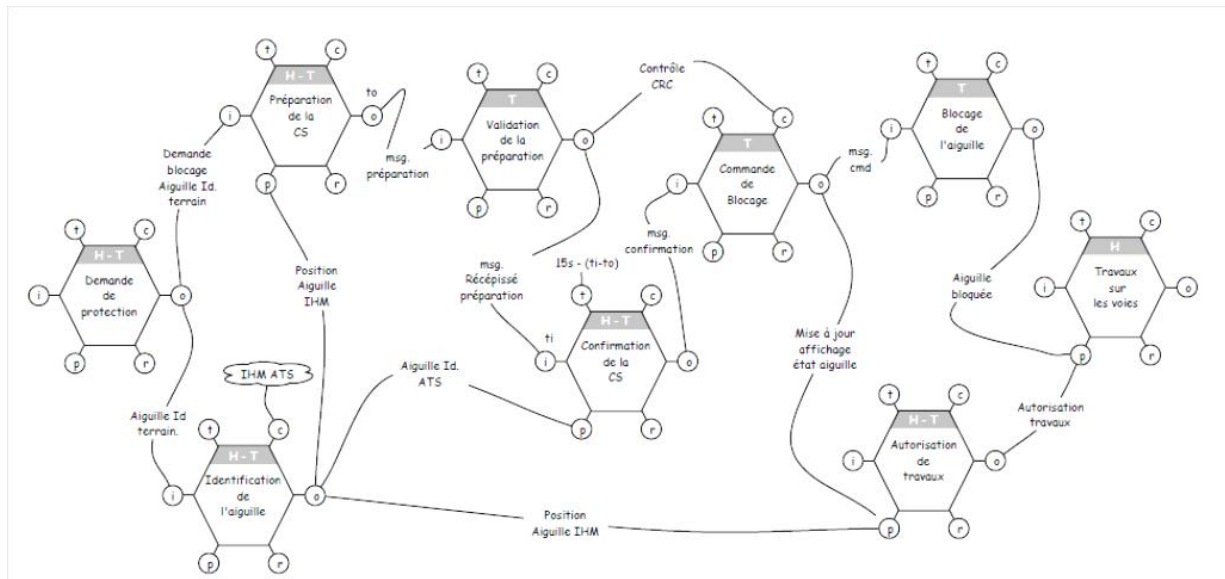 t
c
H - T
Préparation
de la
CS
i
to
o
p
r
Demande
blocage
Aiguille Id.
terrain
msg.
préparation
t
c
T
Validation
de la
préparation
i
o
p
r
Contrôle
CRC
t
c
T
Commande
de
Blocage
i
o
p
r
msg.
cmd
t
c
T
Blocage
de
l'aiguille
i
o
p
r
t
c
H - T
Demande
de
protection
i
o
p
r
Position
Aiguille
IHM
msg.
Récépissé
préparation
15s - (ti-to)
msg.
confirmation
t
c
H - T
Confirmation
de la
CS
ti
i
o
p
r
Mise à jour
affichage
état aiguille
Aiguille
bloquée
t
c
H
Travaux
sur
les voies
i
o
p
r
IHM ATS
Aiguille Id.
ATS
Aiguille Id
terrain.
t
c
H - T
Identification
de
l'aiguille
i
o
p
r
Position
Aiguille IHM
t
c
H-T
Autorisation
de
travaux
i
o
p
r
Autorisation
travaux